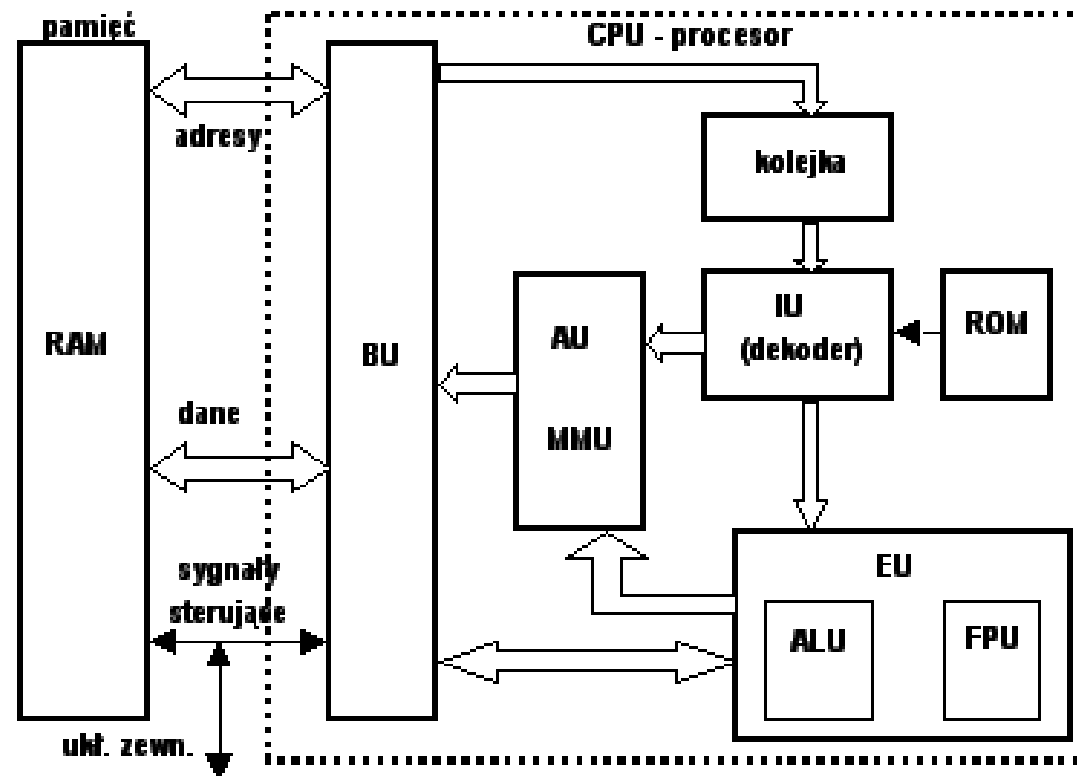 pamięć
CPU - procesor
adresy
kolejka
RAM
BU
AU
MMU
IU
(dekoder)
ROM
dane
sygnały
sterujące
EU
ALU
FPU
ukł. zewn.